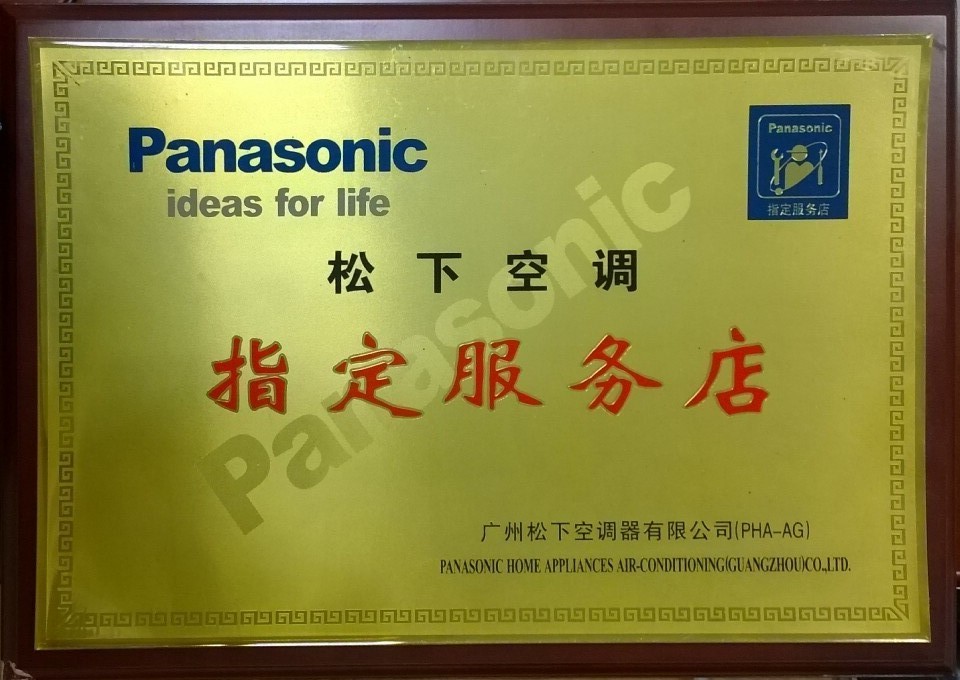 Panasonic
ideas for life
Panasonic
指定服务店
松下空调
指定服务店
Panasonic
广州松下空调器有限公司(PHA-AG)
PANASONIC HOME APPLIANCES AIR-CONDITIONING(GUANGZHOU)CO.,LTD.